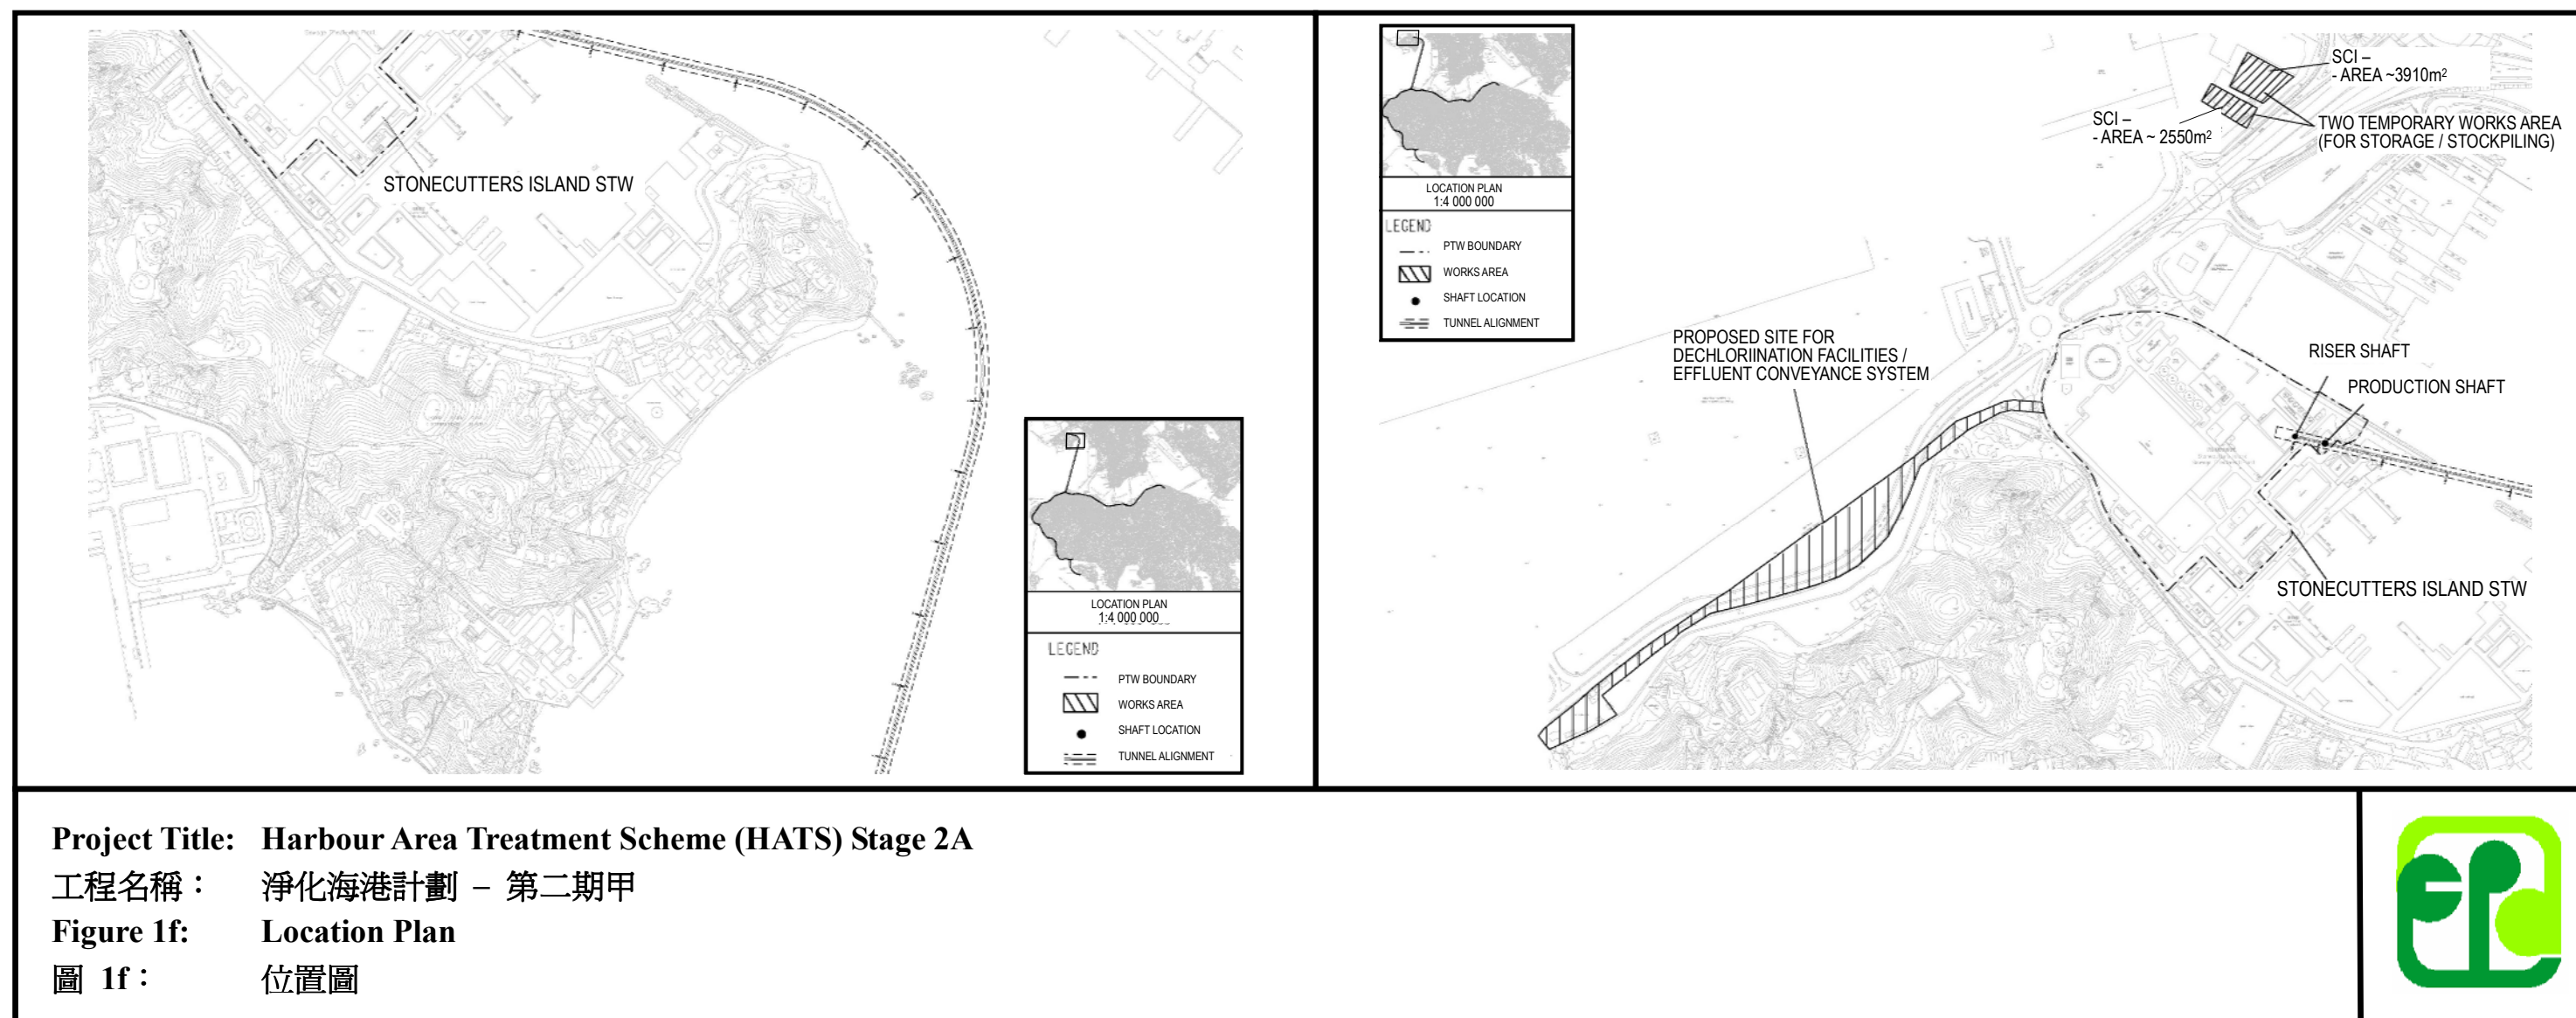 STONECUTTERS ISLAND STW
LOCATION PLAN
1:4 000 000
LEGEND
PTW BOUNDARY
WORKS AREA
SHAFT LOCATION
TUNNEL ALIGNMENT
LOCATION PLAN
1:4 000 000
LEGEND
PTW BOUNDARY
WORKS AREA
SHAFT LOCATION
TUNNEL ALIGNMENT
SCI –
- AREA ~3910m²
SCI –
- AREA ~ 2550m²
TWO TEMPORARY WORKS AREA
(FOR STORAGE / STOCKPILING)
PROPOSED SITE FOR
DECHLORIINATION FACILITIES /
EFFLUENT CONVEYANCE SYSTEM
RISER SHAFT
PRODUCTION SHAFT
STONECUTTERS ISLAND STW
Project Title: Harbour Area Treatment Scheme (HATS) Stage 2A
工程名稱： 淨化海港計劃 – 第二期甲
Figure 1f: Location Plan
圖 1f： 位置圖